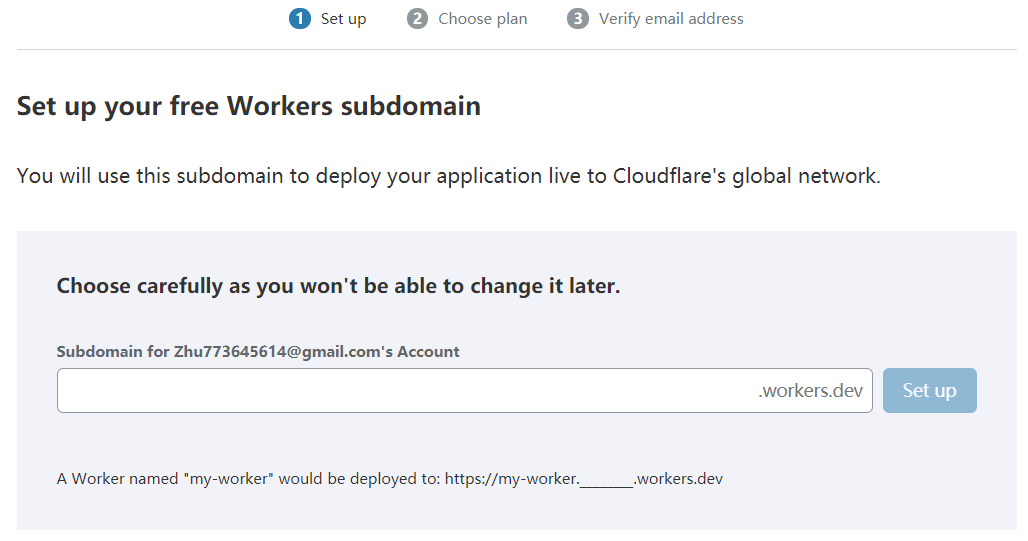 1 Set up 2 Choose plan 3 Verify email address
Set up your free Workers subdomain
You will use this subdomain to deploy your application live to Cloudflare's global network.
Choose carefully as you won't be able to change it later.
Subdomain for Zhu773645614@gmail.com's Account
.workers.dev Set up
A Worker named "my-worker" would be deployed to: https://my-worker.________.workers.dev